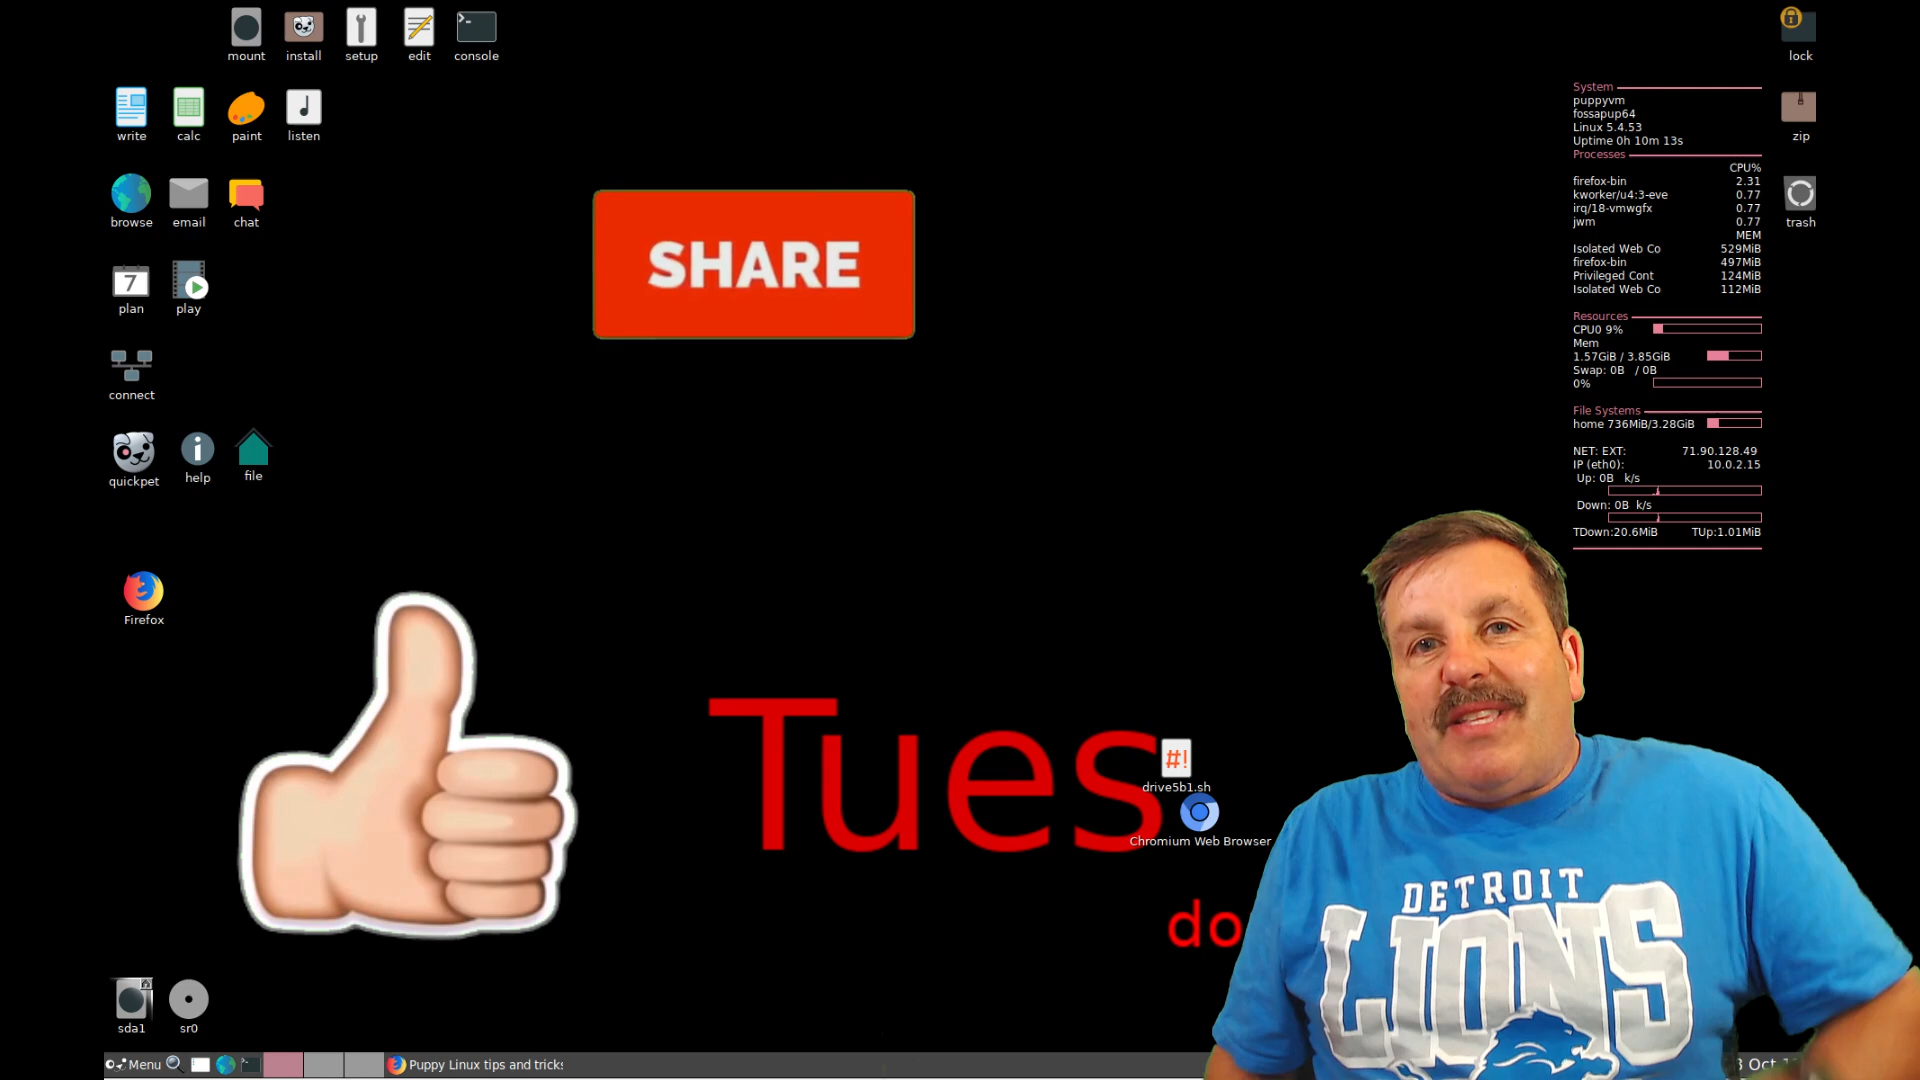 mount install setup edit console
lock
write calc paint listen
zip
browse email chat
trash
7
plan play
connect
quickpet help file
Firefox
SHARE
System
puppyvm
fossapup64
Linux 5.4.53
Uptime 0h 10m 13s
Processes
CPU%
firefox-bin 2.31
kworker/u4:3-eve 0.77
irq/18-vmwgfx 0.77
jwm 0.77
MEM
Isolated Web Co 529MiB
firefox-bin 497MiB
Privileged Cont 124MiB
Isolated Web Co 112MiB
Resources
CPU0 9%
Mem
1.57GiB / 3.85GiB
Swap: 0B / 0B
0%
File Systems
home 736MiB/3.28GiB
NET: EXT: 71.90.128.49
IP (eth0): 10.0.2.15
Up: 0B k/s
Down: 0B k/s
TDown:20.6MiB TUp:1.01MiB
Tues
#!
drive5b1.sh
Chromium Web Browser
do
DETROIT
LIONS
sda1 sr0
Menu
Puppy Linux tips and tricks
Oct